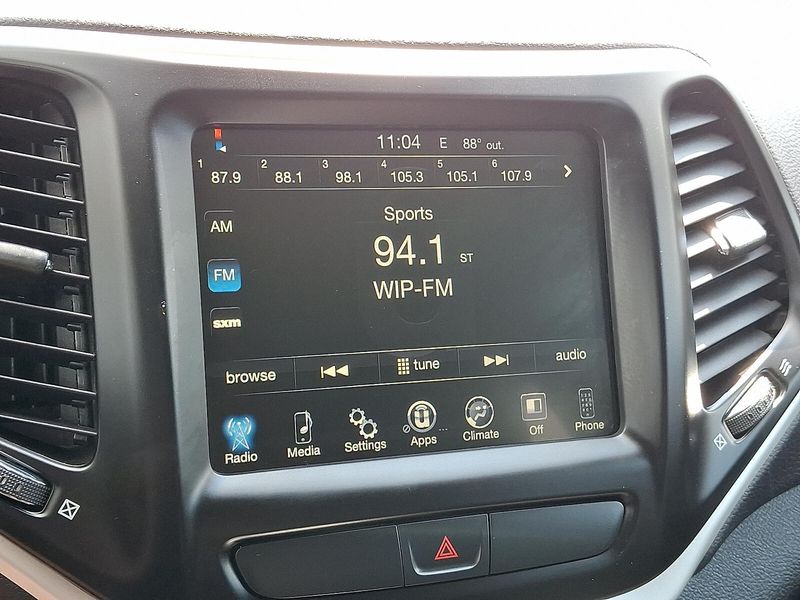 11:04 E 88° out.
1 87.9 2 88.1 3 98.1 4 105.3 5 105.1 6 107.9
Sports
AM
94.1 ST
FM
WIP-FM
sxm
browse tune audio
Radio Media Settings Apps Climate Off Phone